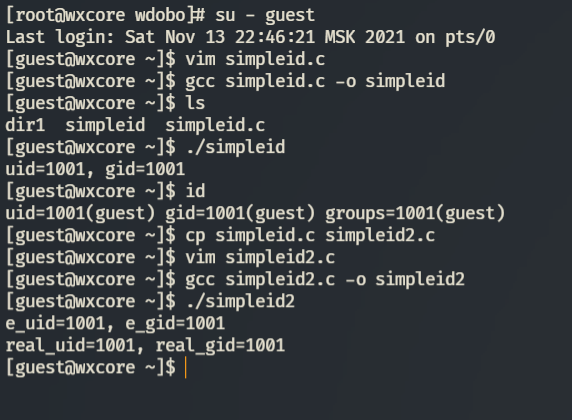 [root@wxcore wdobo]# su - guest
Last login: Sat Nov 13 22:46:21 MSK 2021 on pts/0
[guest@wxcore ~]$ vim simpleid.c
[guest@wxcore ~]$ gcc simpleid.c -o simpleid
[guest@wxcore ~]$ ls
dir1  simpleid  simpleid.c
[guest@wxcore ~]$ ./simpleid
uid=1001, gid=1001
[guest@wxcore ~]$ id
uid=1001(guest) gid=1001(guest) groups=1001(guest)
[guest@wxcore ~]$ cp simpleid.c simpleid2.c
[guest@wxcore ~]$ vim simpleid2.c
[guest@wxcore ~]$ gcc simpleid2.c -o simpleid2
[guest@wxcore ~]$ ./simpleid2
e_uid=1001, e_gid=1001
real_uid=1001, real_gid=1001
[guest@wxcore ~]$